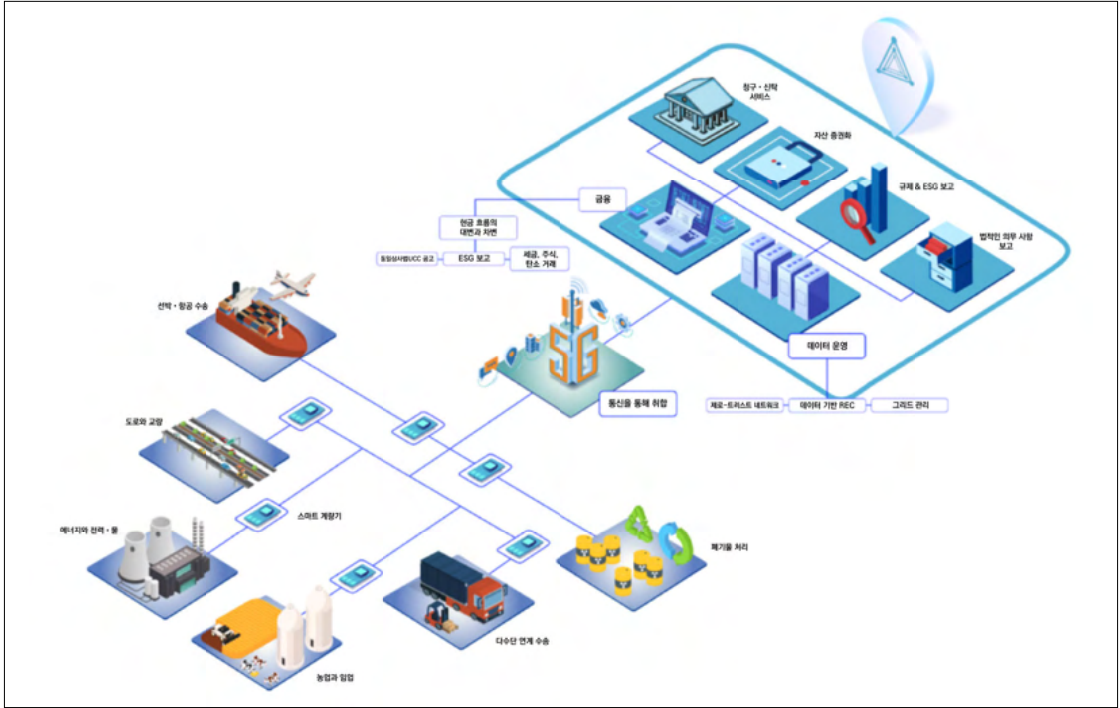 청구・신탁
서비스
자산 증권화
규제 & ESG 보고
법적인 의무 사항
보고
금융
현금 흐름의
대변과 차변
ESG 보고
세금, 주식,
탄소 거래
선박・항공 수송
5G
데이터 운영
통신을 통해 취합
제로-트러스트 네트워크
데이터 기반 REC
그리드 관리
도로와 교량
스마트 계량기
에너지와 전력・물
폐기물 처리
다수단 연계 수송
농업과 임업